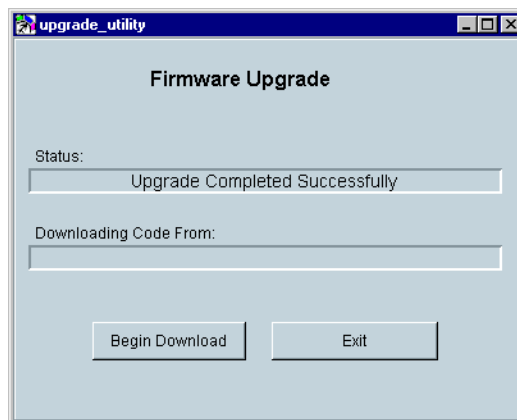 upgrade_utility
Firmware Upgrade
Status:
Upgrade Completed Successfully
Downloading Code From:
Begin Download
Exit